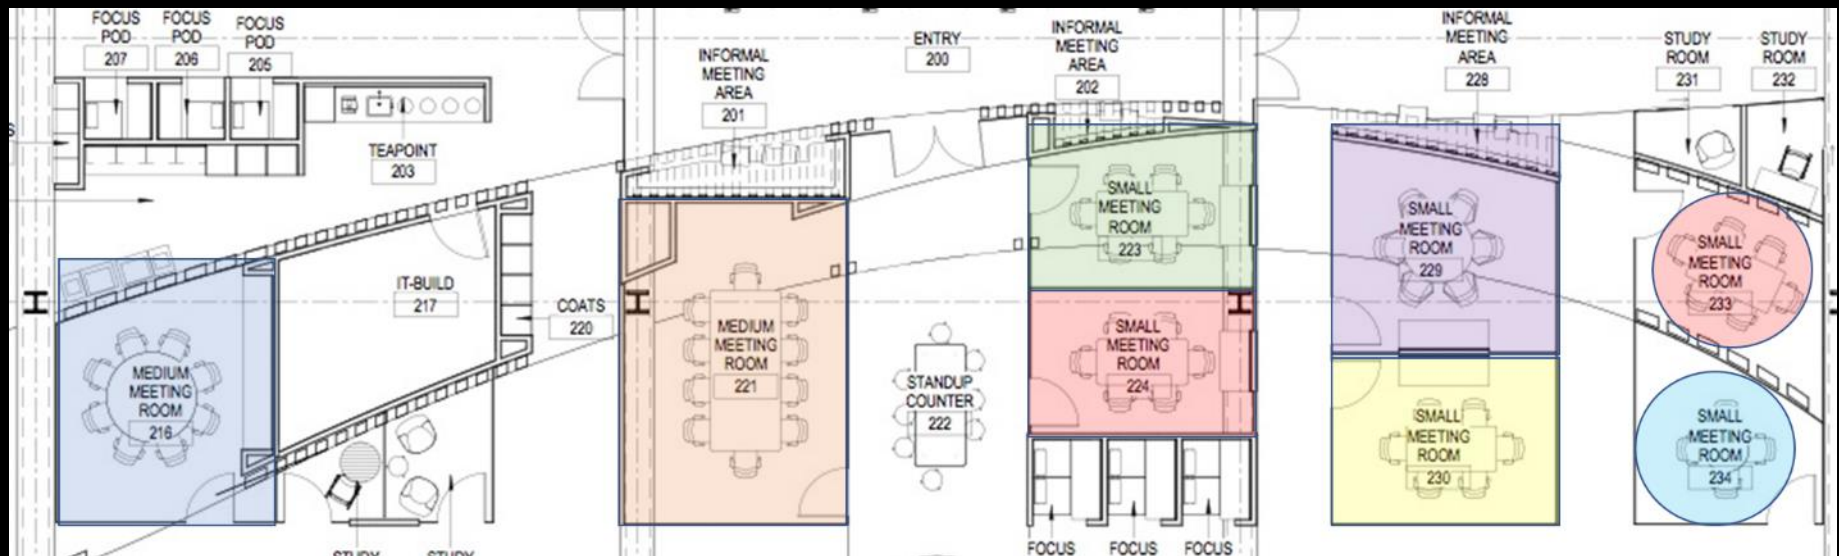 FOCUS
POD
207
FOCUS
POD
206
FOCUS
POD
205
TEAPOINT
203
INFORMAL
MEETING
AREA
201
ENTRY
200
INFORMAL
MEETING
AREA
202
INFORMAL
MEETING
AREA
228
STUDY
ROOM
231
STUDY
ROOM
232
MEDIUM
MEETING
ROOM
216
IT-BUILD
217
COATS
220
MEDIUM
MEETING
ROOM
221
STANDUP
COUNTER
222
SMALL
MEETING
ROOM
223
SMALL
MEETING
ROOM
224
SMALL
MEETING
ROOM
229
SMALL
MEETING
ROOM
230
SMALL
MEETING
ROOM
233
SMALL
MEETING
ROOM
234
STUDY
STUDY
FOCUS
FOCUS
FOCUS